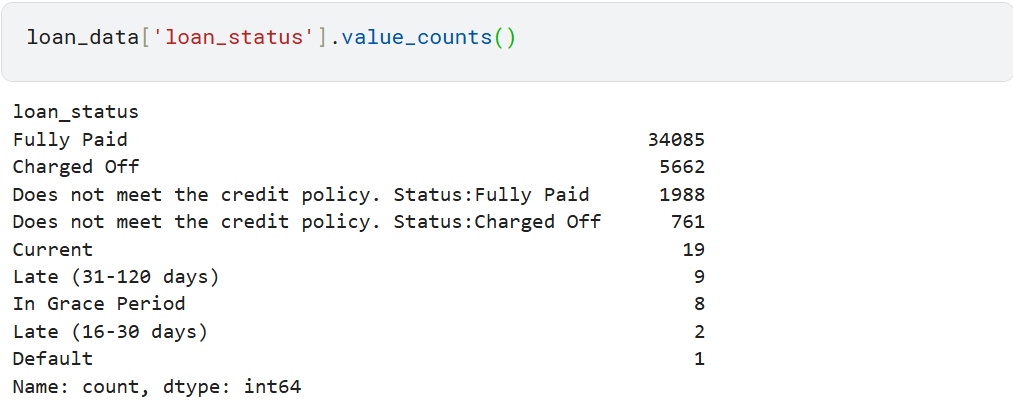 loan_data['loan_status'].value_counts()
loan_status
Fully Paid 34085
Charged Off 5662
Does not meet the credit policy. Status:Fully Paid 1988
Does not meet the credit policy. Status:Charged Off 761
Current 19
Late (31-120 days) 9
In Grace Period 8
Late (16-30 days) 2
Default 1
Name: count, dtype: int64